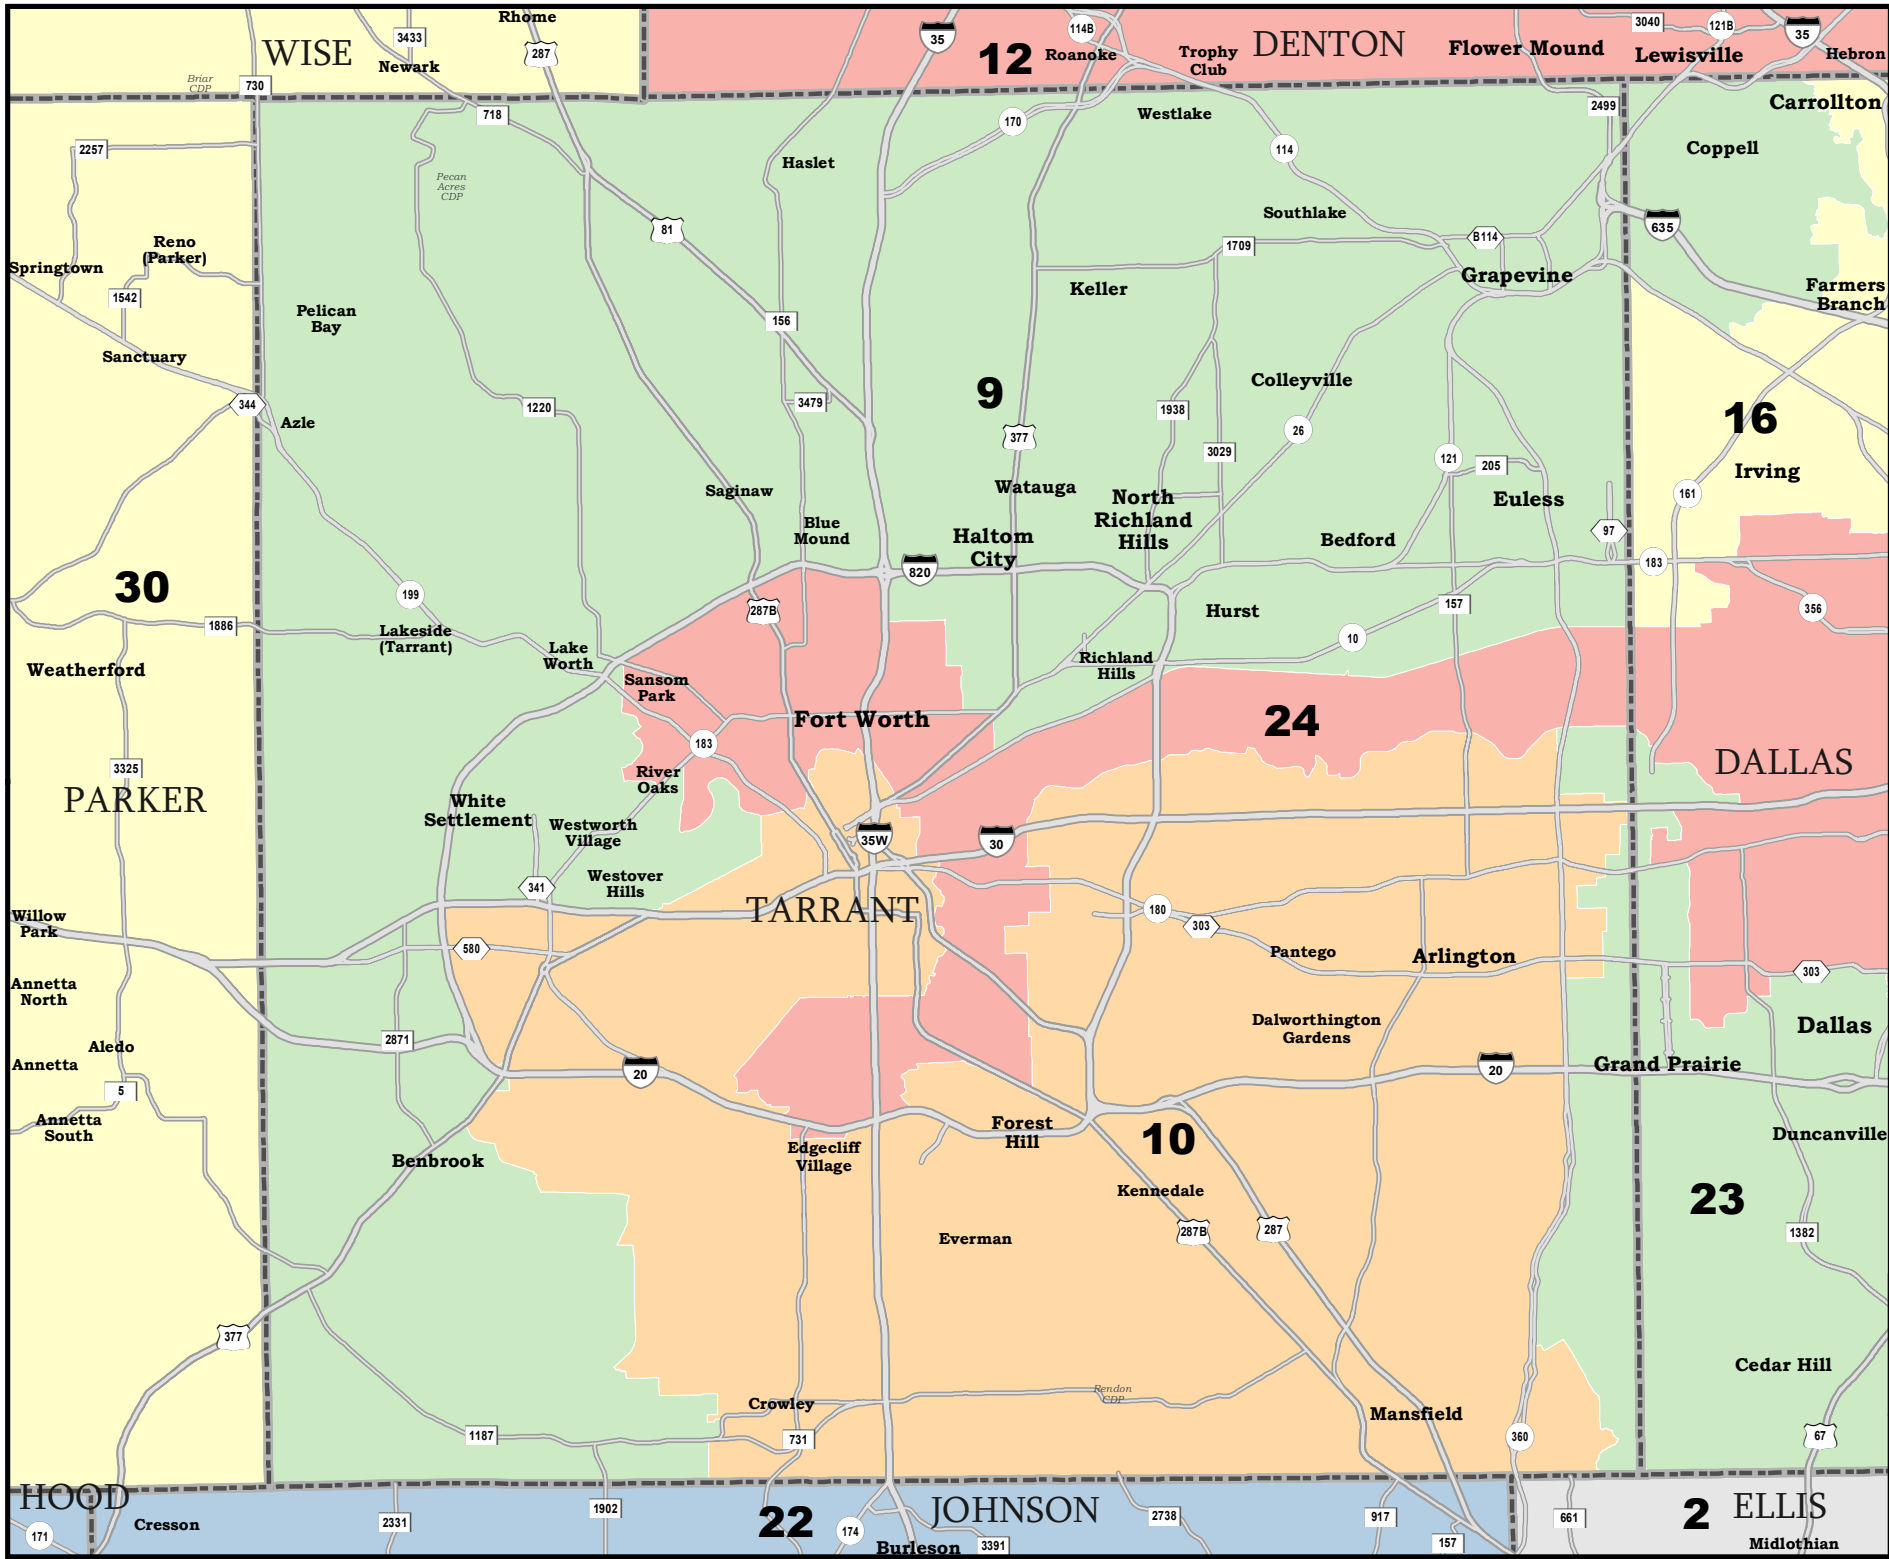 Rhome
WISE
3433
Newark
287
Briar
CDP
730
35
12
114B
Roanoke
Trophy
Club
DENTON
Flower Mound
3040
121B
Lewisville
35
Hebron
718
170
Westlake
2499
Carrollton
2257
Haslet
114
Coppell
Pecan
Acres
CDP
Southlake
81
1709
B114
635
Reno
(Parker)
Springtown
1542
Grapevine
Keller
Farmers
Branch
Pelican
Bay
156
Sanctuary
Colleyville
344
Azle
1220
3479
9
377
1938
26
16
3029
121
205
Irving
Saginaw
Watauga
North
Richland
Hills
Euless
161
Blue
Mound
Haltom
City
Bedford
97
820
183
30
199
287B
Hurst
157
356
1886
Lakeside
(Tarrant)
Lake
Worth
10
Richland
Hills
Weatherford
Sansom
Park
Fort Worth
24
183
3325
River
Oaks
DALLAS
PARKER
White
Settlement
Westworth
Village
35W
30
341
Westover
Hills
TARRANT
180
303
Willow
Park
580
Pantego
Arlington
303
Annetta
North
Dalworthington
Gardens
Dallas
2871
Aledo
Annetta
20
20
Grand Prairie
5
Annetta
South
Forest
Hill
10
Duncanville
Benbrook
Edgecliff
Village
Kennedale
23
287B
287
1382
Everman
377
Cedar Hill
Rendon
CDP
Crowley
Mansfield
1187
731
360
67
HOOD
171
Cresson
2331
1902
22
174
JOHNSON
Burleson
3391
2738
917
157
661
2
ELLIS
Midlothian